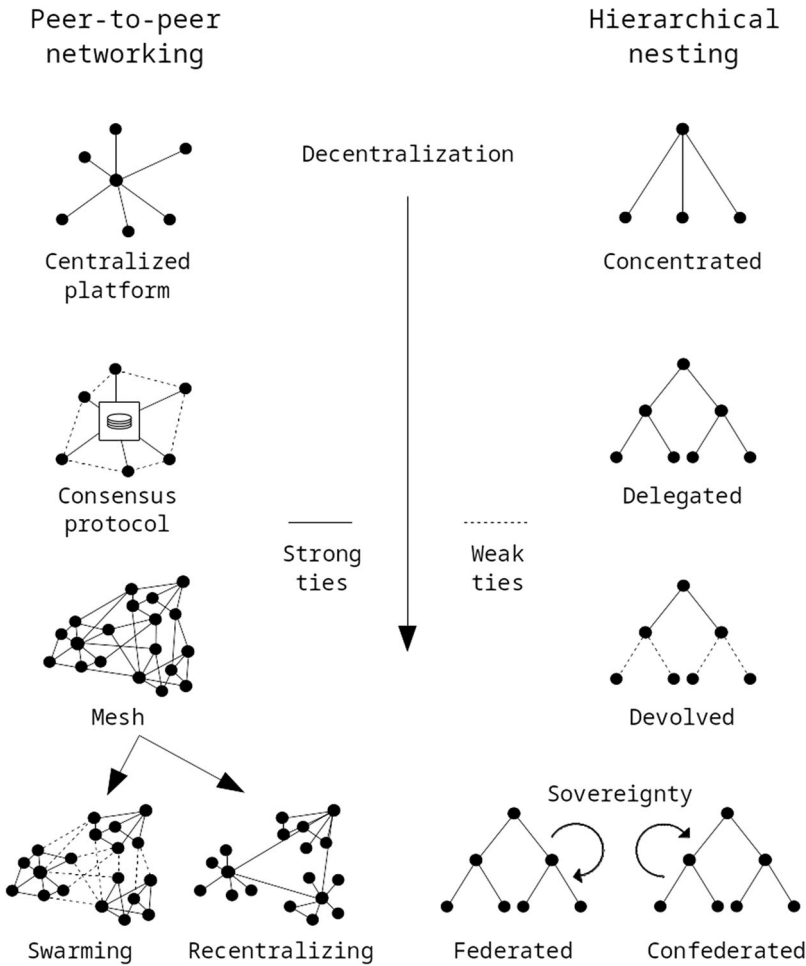 Peer-to-peer
networking
Hierarchical
nesting
Decentralization
Centralized
platform
Concentrated
Consensus
protocol
Delegated
Strong
ties
Weak
ties
Mesh
Devolved
Sovereignty
Swarming
Recentralizing
Federated
Confederated